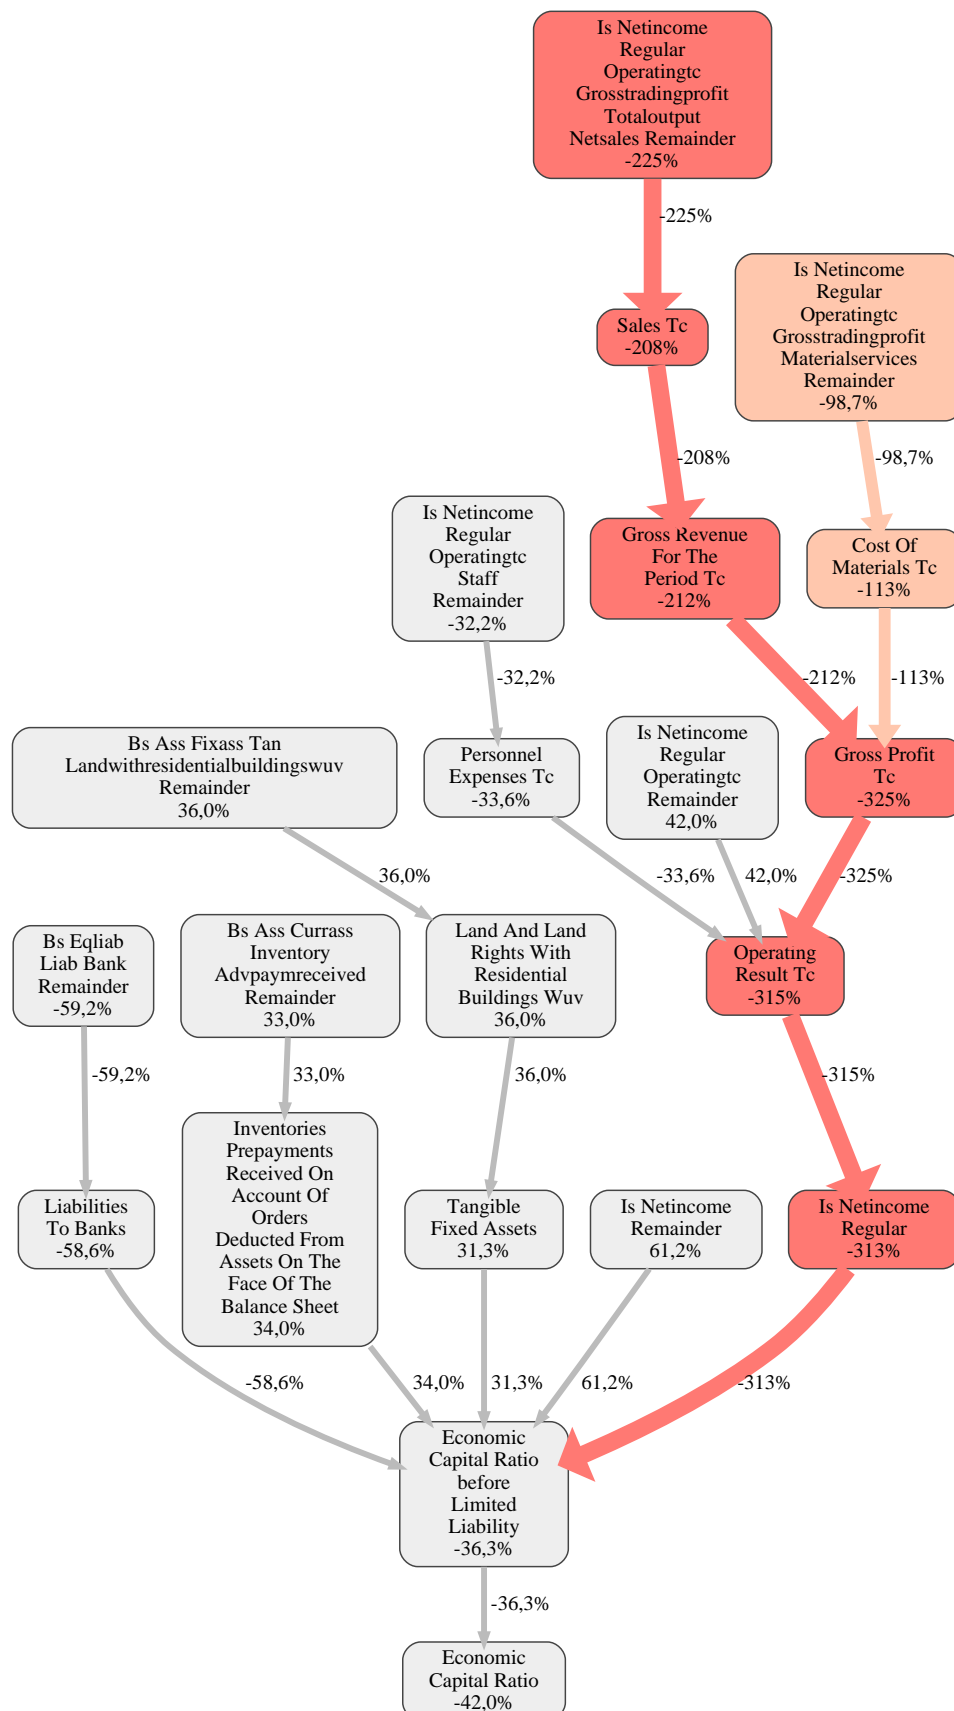 Is Netincome
Regular
Operatingtc
Grosstradingprofit
Totaloutput
Netsales Remainder
-225%
-225%
Is Netincome
Regular
Operatingtc
Grosstradingprofit
Materialservices
Remainder
-98,7%
Sales Tc
-208%
-208%
-98,7%
Is Netincome
Regular
Operatingtc
Staff
Remainder
-32,2%
Gross Revenue
For The
Period Tc
-212%
Cost Of
Materials Tc
-113%
-32,2%
-212%
-113%
Bs Ass Fixass Tan
Landwithresidentialbuildingswuv
Remainder
36,0%
Personnel
Expenses Tc
-33,6%
Is Netincome
Regular
Operatingtc
Remainder
42,0%
Gross Profit
Tc
-325%
36,0%
-33,6%
42,0%
-325%
Bs Eqliab
Liab Bank
Remainder
-59,2%
Bs Ass Currass
Inventory
Advpaymreceived
Remainder
33,0%
Land And Land
Rights With
Residential
Buildings Wuv
36,0%
Operating
Result Tc
-315%
-59,2%
33,0%
36,0%
-315%
Liabilities
To Banks
-58,6%
Inventories
Prepayments
Received On
Account Of
Orders
Deducted From
Assets On The
Face Of The
Balance Sheet
34,0%
Tangible
Fixed Assets
31,3%
Is Netincome
Remainder
61,2%
Is Netincome
Regular
-313%
-58,6%
34,0%
31,3%
61,2%
-313%
Economic
Capital Ratio
before
Limited
Liability
-36,3%
-36,3%
Economic
Capital Ratio
-42,0%